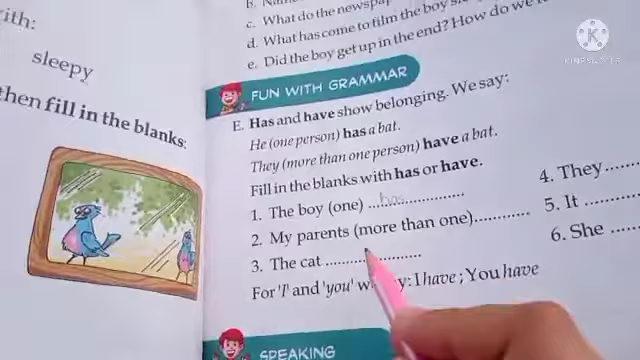 with:
sleepy
then fill in the blanks:
c. What do the newspap
d. What has come to film the boy
e. Did the boy get up in the end? How do we
FUN WITH GRAMMAR
E. Has and have show belonging. We say:
He (one person) has a bat.
They (more than one person) have a bat.
Fill in the blanks with has or have.
1. The boy (one) ...has...............
2. My parents (more than one)............
3. The cat .....................
4. They.......
5. It ........
6. She ......
For 'I' and 'you' we say: I have ; You have
SPEAKING
KINEMASTER